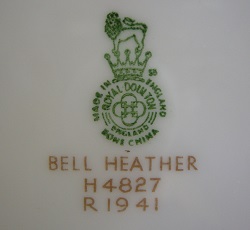 MADE IN ENGLAND
ROYAL DOULTON
ENGLAND
BONE CHINA
BELL HEATHER
H4827
R1941